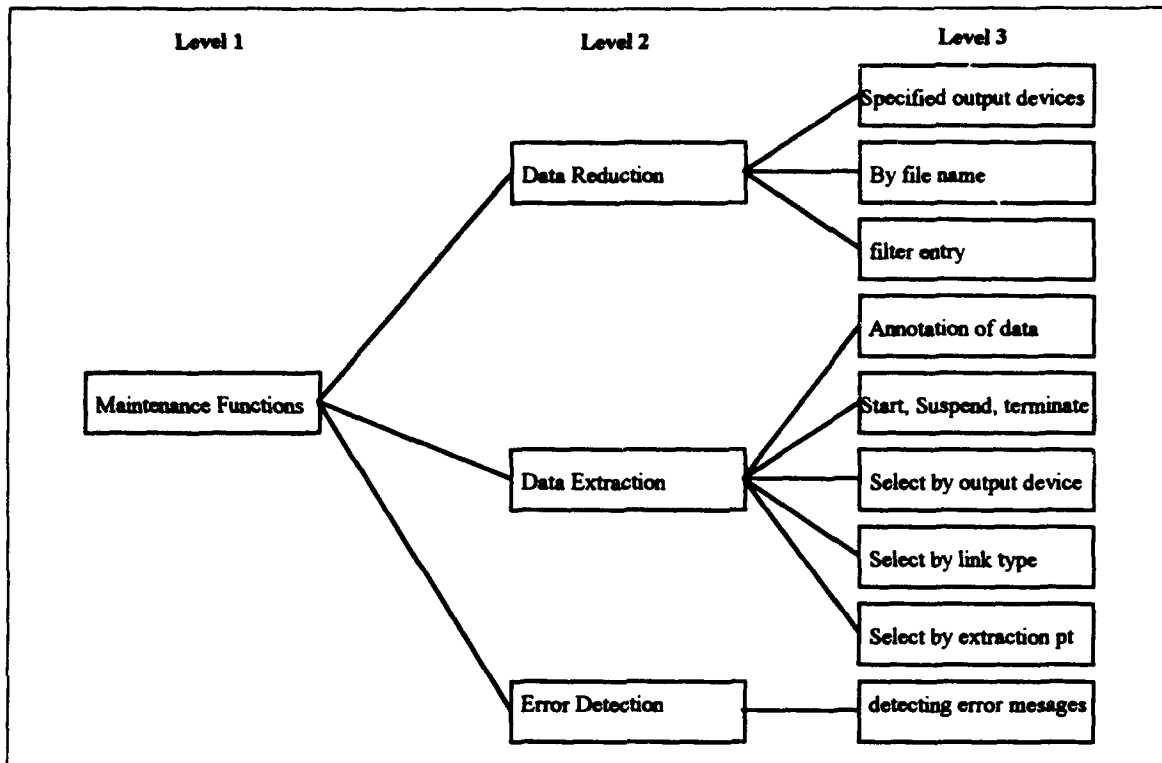 Level 1
Level 2
Level 3
Specified output devices
Data Reduction
By file name
filter entry
Annotation of data
Maintenance Functions
Start, Suspend, terminate
Data Extraction
Select by output device
Select by link type
Select by extraction pt
Error Detection
detecting error mesages